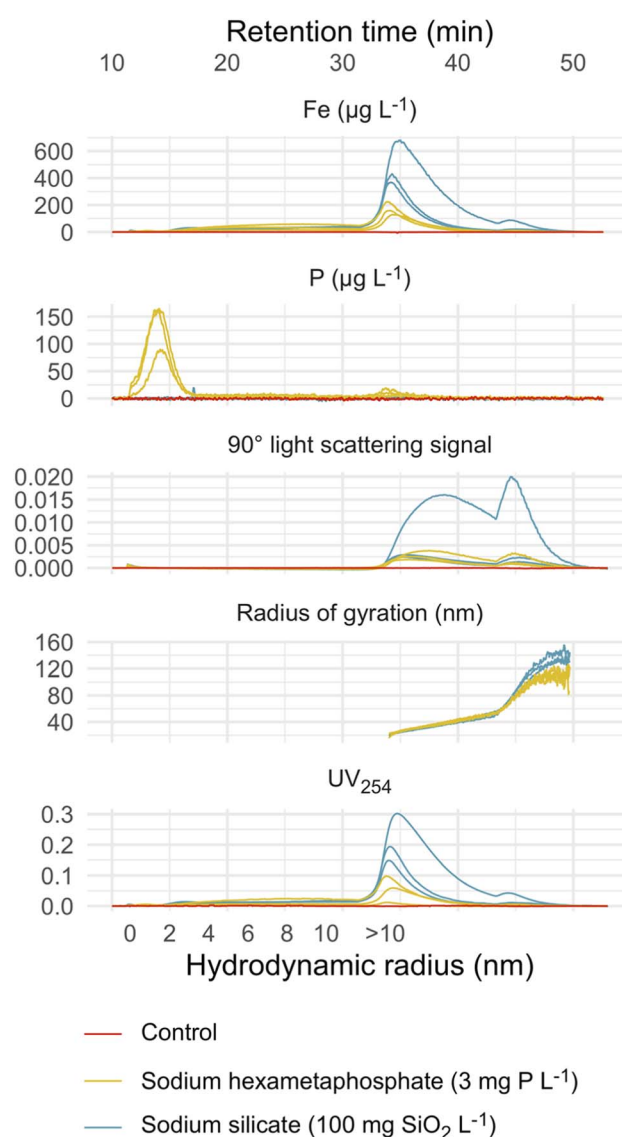 Retention time (min)
10 20 30 40 50
Fe (µg L-1)
600
400
200
0
P (µg L-1)
150
100
50
0
90° light scattering signal
0.020
0.015
0.010
0.005
0.000
Radius of gyration (nm)
160
120
80
40
UV254
0.3
0.2
0.1
0.0
0 2 4 6 8 10 >10
Hydrodynamic radius (nm)
Control
Sodium hexametaphosphate (3 mg P L-1)
Sodium silicate (100 mg SiO2 L-1)